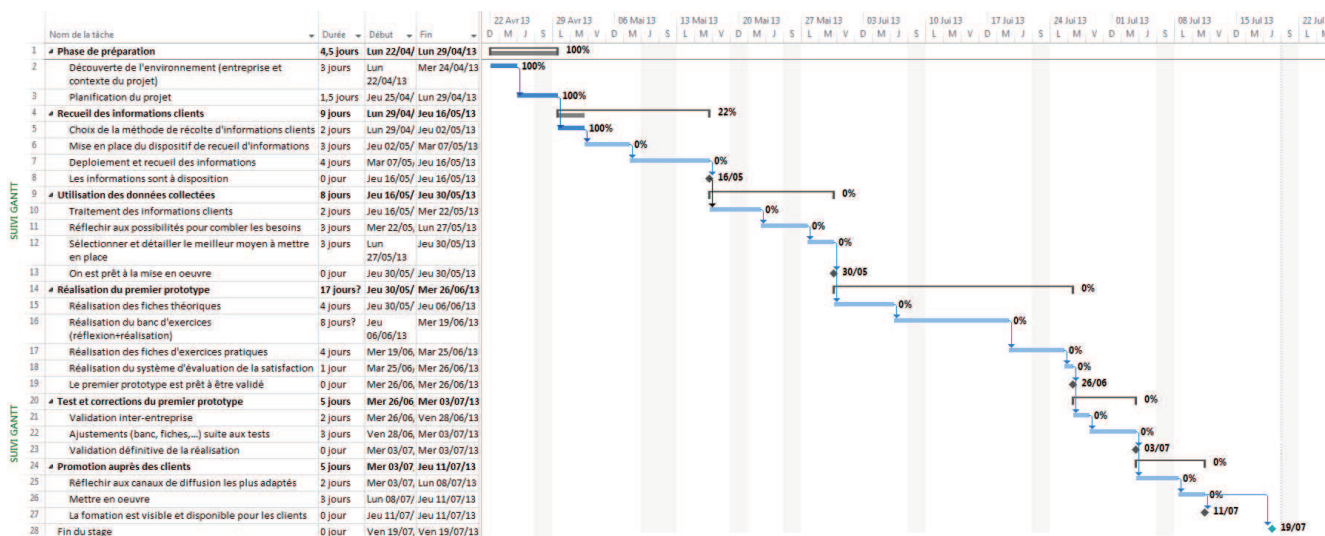 22 Avr 13 29 Avr 13 06 Mai 13 13 Mai 13 20 Mai 13 27 Mai 13 03 Jui 13 10 Jui 13 17 Jui 13 24 Jui 13 01 Jul 13 08 Jul 13 15 Jul 13 22 Jul
Nom de la tâche Durée Début Fin D M J S L M V D M J S L M V D M J S L M V D M J S L M V D M J S L M V D M J S L M
1 Phase de préparation 4,5 jours Lun 22/04/ Lun 29/04/13 100%
2 Découverte de l'environnement (entreprise et 3 jours Lun Mer 24/04/13 100%
contexte du projet) 22/04/13
3 Planification du projet 1,5 jours Jeu 25/04/ Lun 29/04/13 100%
4 Recueil des informations clients 9 jours Lun 29/04/ Jeu 16/05/13 22%
5 Choix de la méthode de récolte d'informations clients 2 jours Lun 29/04/ Jeu 02/05/13 100%
6 Mise en place du dispositif de recueil d'informations 3 jours Jeu 02/05/ Mar 07/05/13 0%
7 Deploiement et recueil des informations 4 jours Mar 07/05/ Jeu 16/05/13 0%
8 Les informations sont à disposition 0 jour Jeu 16/05/ Jeu 16/05/13 16/05
9 Utilisation des données collectées 8 jours Jeu 16/05/ Jeu 30/05/13 0%
10 Traitement des informations clients 2 jours Jeu 16/05/ Mer 22/05/13 0%
11 Réflechir aux possibilités pour combler les besoins 3 jours Mer 22/05, Lun 27/05/13 0%
12 Sélectionner et détailler le meilleur moyen à mettre 3 jours Lun Jeu 30/05/13 0%
en place 27/05/13
13 On est prêt à la mise en oeuvre 0 jour Jeu 30/05/ Jeu 30/05/13 30/05
14 Réalisation du premier prototype 17 jours? Jeu 30/05/ Mer 26/06/13 0%
15 Réalisation des fiches théoriques 4 jours Jeu 30/05/ Jeu 06/06/13 0%
16 Réalisation du banc d'exercices 8 jours? Jeu Mer 19/06/13 0%
(réflexion+réalisation) 06/06/13
17 Réalisation des fiches d'exercices pratiques 4 jours Mer 19/06, Mar 25/06/13 0%
18 Réalisation du système d'évaluation de la satisfaction 1 jour Mar 25/06/ Mer 26/06/13 0%
19 Le premier prototype est prêt à être validé 0 jour Mer 26/06, Mer 26/06/13 26/06
20 Test et corrections du premier prototype 5 jours Mer 26/06 Mer 03/07/13 0%
21 Validation inter-entreprise 2 jours Mer 26/06, Ven 28/06/13 0%
22 Ajustements (banc, fiches,...) suite aux tests 3 jours Ven 28/06, Mer 03/07/13 0%
23 Validation définitive de la réalisation 0 jour Mer 03/07, Mer 03/07/13 03/07
24 Promotion auprès des clients 5 jours Mer 03/07 Jeu 11/07/13 0%
25 Réflechir aux canaux de diffusion les plus adaptés 2 jours Mer 03/07, Lun 08/07/13 0%
26 Mettre en oeuvre 3 jours Lun 08/07/ Jeu 11/07/13 0%
27 La fomation est visible et disponible pour les clients 0 jour Jeu 11/07/ Jeu 11/07/13 11/07
28 Fin du stage 0 jour Ven 19/07, Ven 19/07/13 19/07
SUIVI GANTT
SUIVI GANTT